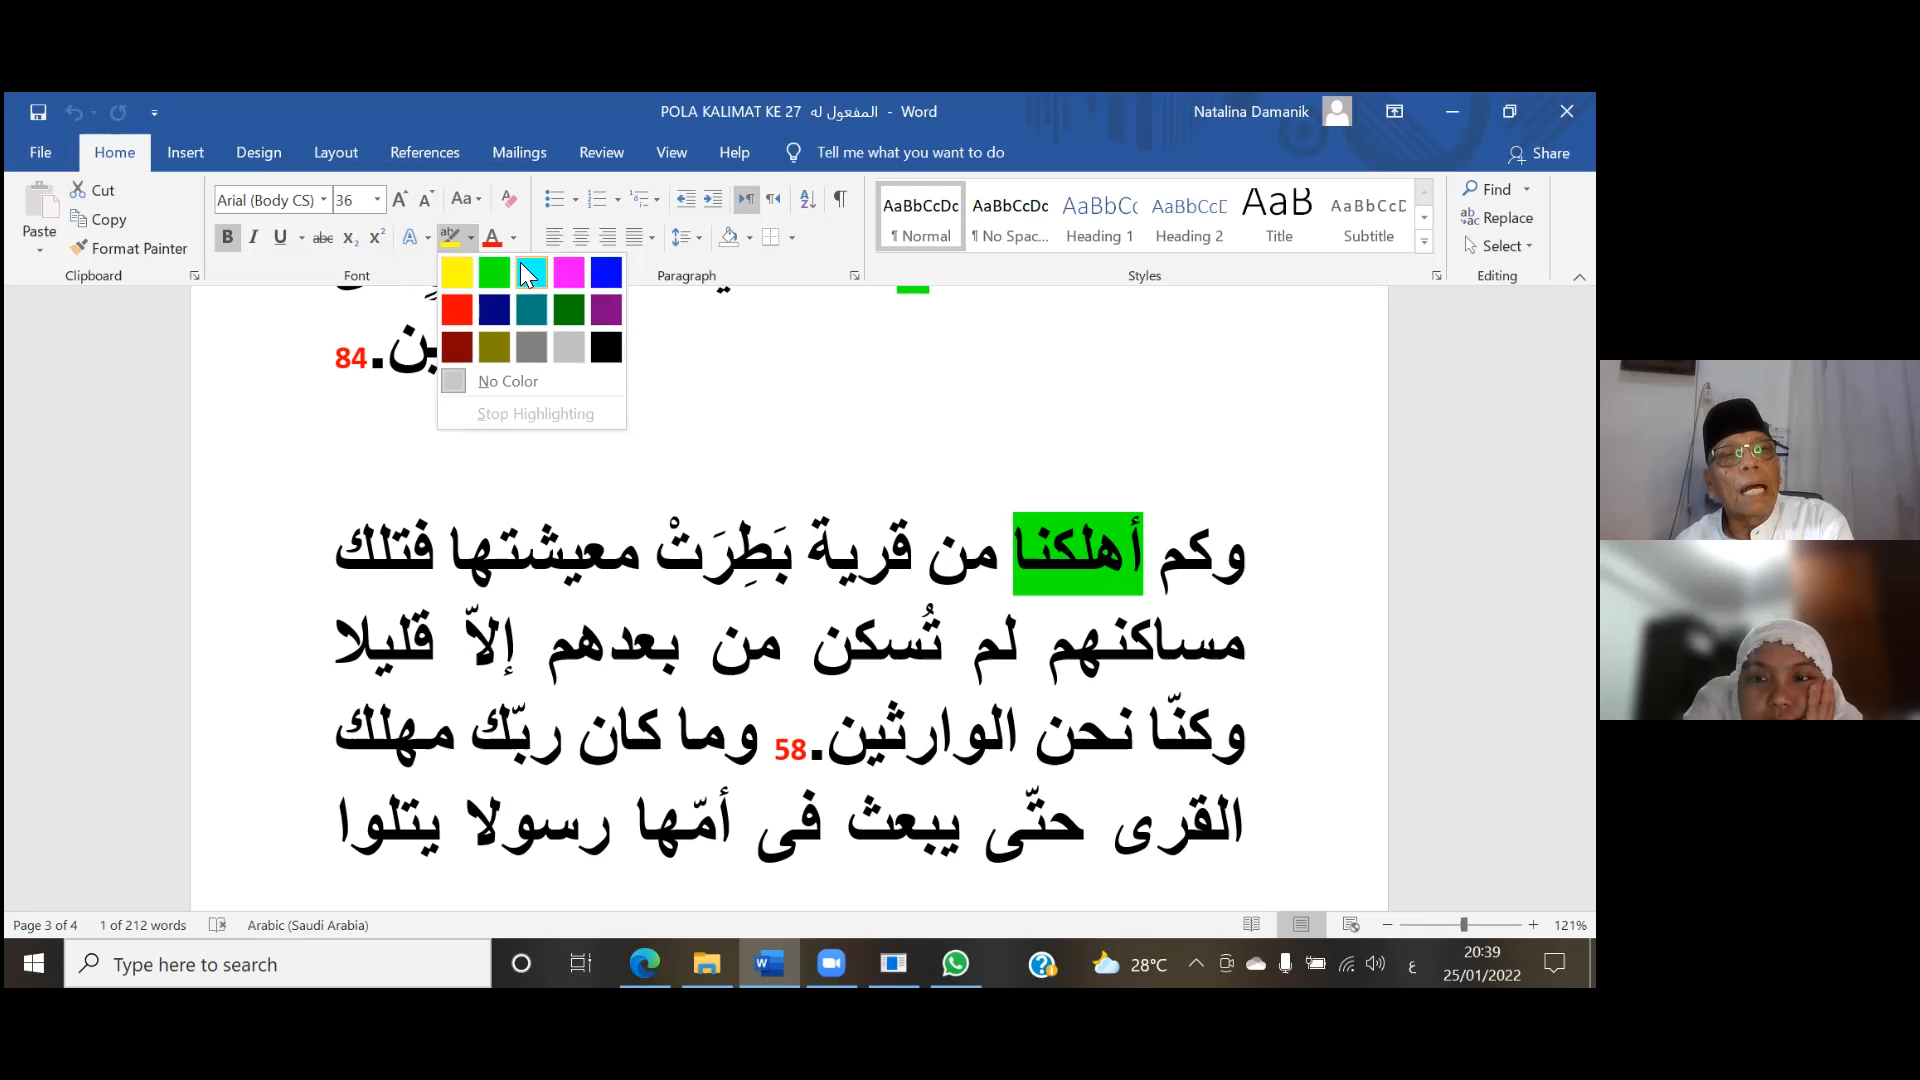 POLA KALIMAT KE 27 المفعول له - Word
Natalina Damanik
File Home Insert Design Layout References Mailings Review View Help Tell me what you want to do Share
Paste
Cut
Copy
Format Painter
Clipboard
Arial (Body CS) 36
Font
Paragraph
AaBbCcDc AaBbCcDc AaBbCc AaBbCcE AaB AaBbCcD
¶ Normal ¶ No Spac... Heading 1 Heading 2 Title Subtitle
Styles
Find
Replace
Select
Editing
No Color
Stop Highlighting
84
وكم أهلكنا من قرية بَطِرَتْ معيشتها فتلك
مساكنهم لم تُسكن من بعدهم إلاّ قليلا
وكنّا نحن الوارثين.58 وما كان ربّك مهلك
القرى حتّى يبعث فى أمّها رسولا يتلوا
Page 3 of 4 1 of 212 words Arabic (Saudi Arabia) 121%
Type here to search
28°C
ع
20:39
25/01/2022